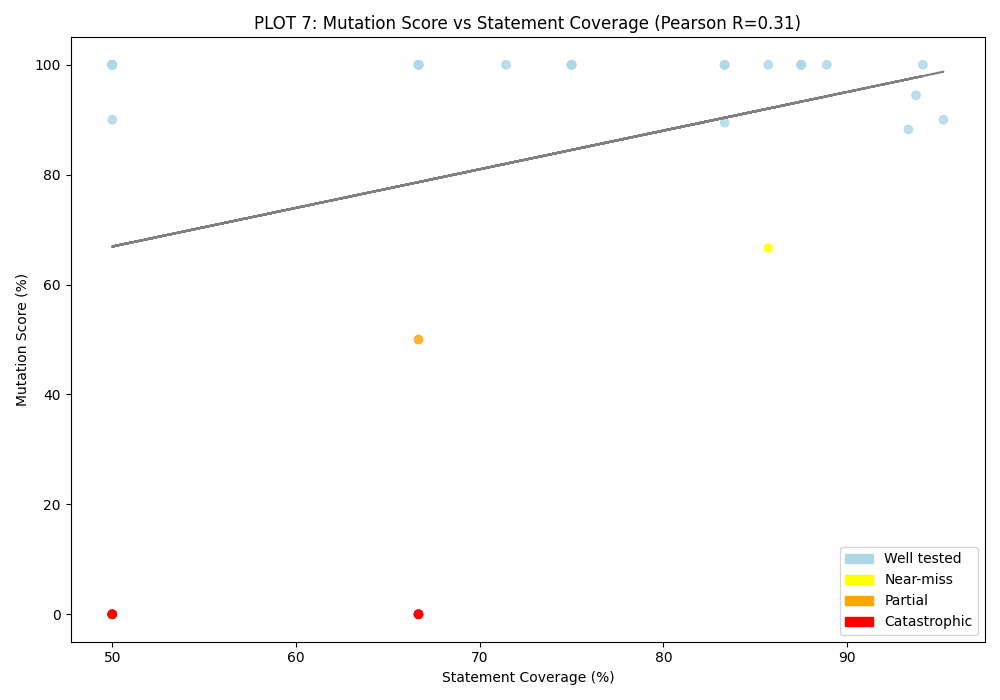 PLOT 7: Mutation Score vs Statement Coverage (Pearson R=0.31)
100
80
60
40
20
0
Mutation Score (%)
50 60 70 80 90
Statement Coverage (%)
Well tested
Near-miss
Partial
Catastrophic